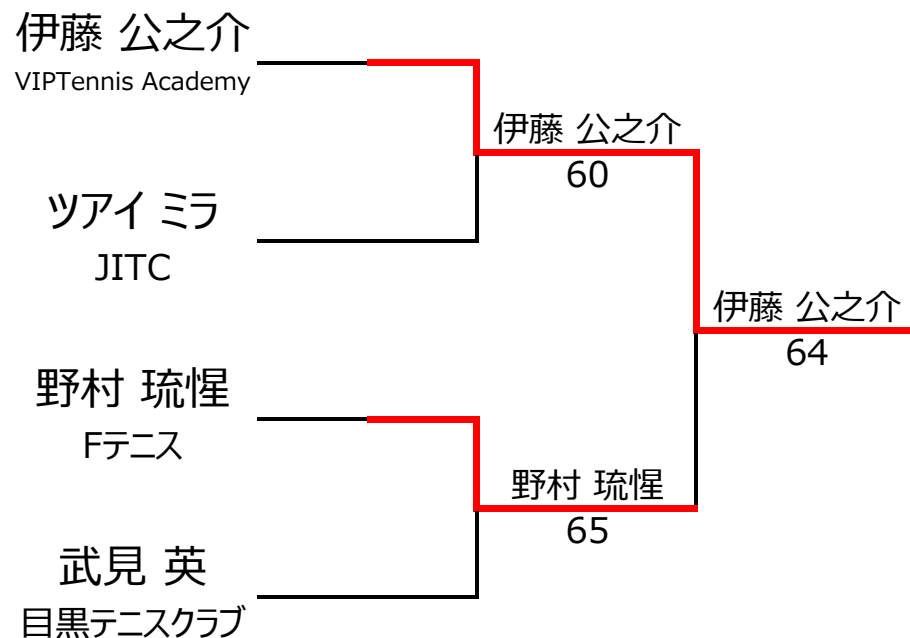 伊藤 公之介
VIPTennis Academy
伊藤 公之介
60
ツアイ ミラ
JITC
伊藤 公之介
64
野村 琉惺
Fテニス
野村 琉惺
65
武見 英
目黒テニスクラブ